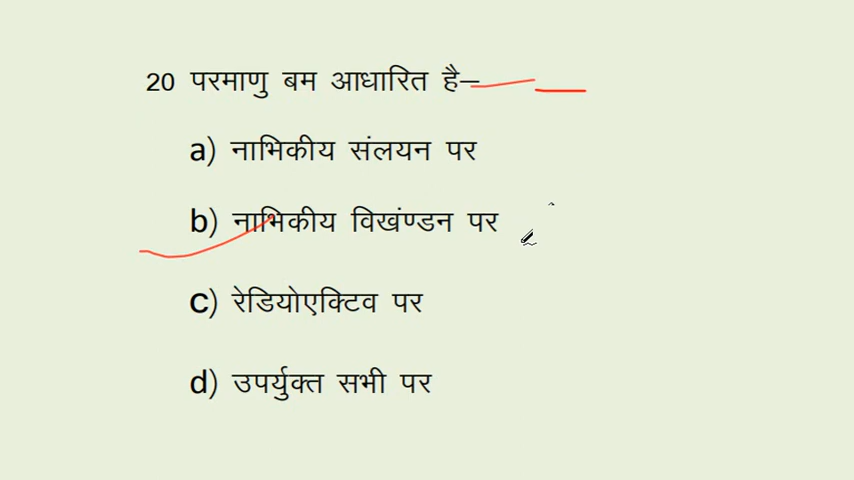 20 परमाणु बम आधारित है–
a) नाभिकीय संलयन पर
b) नाभिकीय विखंण्डन पर
c) रेडियोएक्टिव पर
d) उपर्युक्त सभी पर